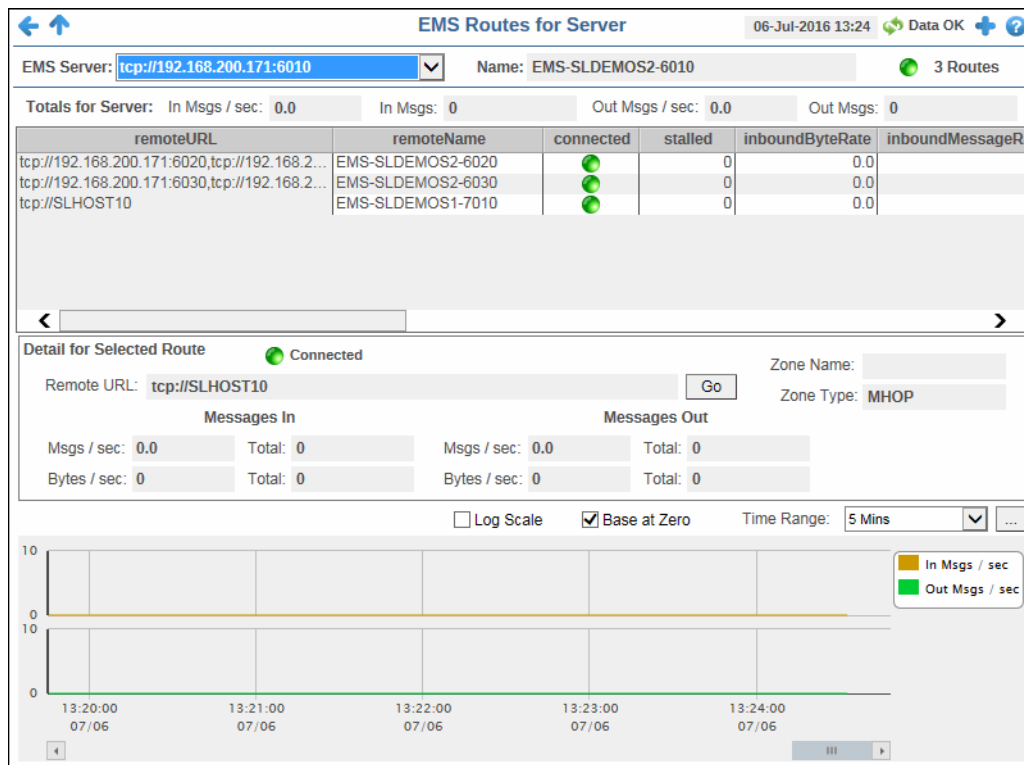 EMS Routes for Server 06-Jul-2016 13:24 Data OK
EMS Server: tcp://192.168.200.171:6010 Name: EMS-SLDEMOS2-6010 3 Routes
Totals for Server: In Msgs / sec: 0.0 In Msgs: 0 Out Msgs / sec: 0.0 Out Msgs: 0
remoteURL remoteName connected stalled inboundByteRate inboundMessageR
tcp://192.168.200.171:6020,tcp://192.168.2... EMS-SLDEMOS2-6020 0 0.0
tcp://192.168.200.171:6030,tcp://192.168.2... EMS-SLDEMOS2-6030 0 0.0
tcp://SLHOST10 EMS-SLDEMOS1-7010 0 0.0
Detail for Selected Route Connected
Zone Name:
Remote URL: tcp://SLHOST10 Go
Zone Type: MHOP
Messages In Messages Out
Msgs / sec: 0.0 Total: 0 Msgs / sec: 0.0 Total: 0
Bytes / sec: 0 Total: 0 Bytes / sec: 0 Total: 0
Log Scale Base at Zero Time Range: 5 Mins ...
10
In Msgs / sec
Out Msgs / sec
0
10
0
13:20:00 13:21:00 13:22:00 13:23:00 13:24:00
07/06 07/06 07/06 07/06 07/06